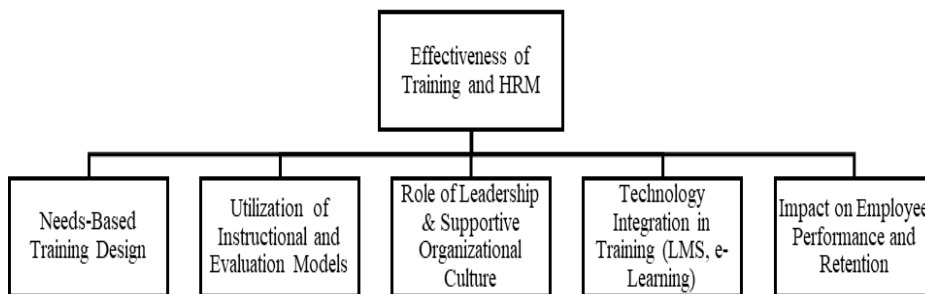 Effectiveness of
Training and HRM
Needs-Based
Training Design
Utilization of
Instructional and
Evaluation Models
Role of Leadership
& Supportive
Organizational
Culture
Technology
Integration in
Training (LMS, e-
Learning)
Impact on Employee
Performance and
Retention